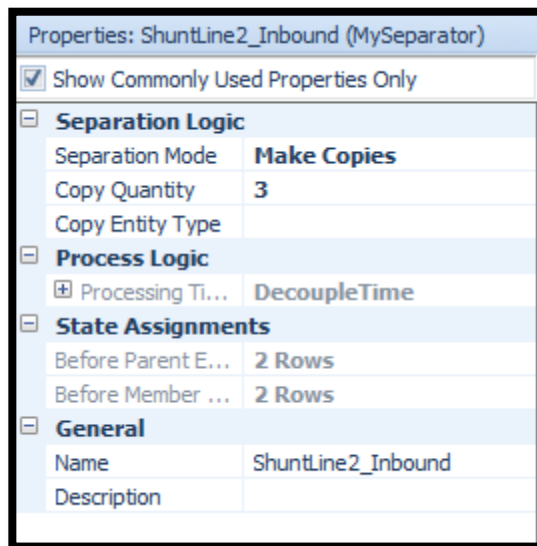 Properties: ShuntLine2_Inbound (MySeparator)
Show Commonly Used Properties Only
Separation Logic
Separation Mode Make Copies
Copy Quantity 3
Copy Entity Type
Process Logic
Processing Ti... DecoupleTime
State Assignments
Before Parent E... 2 Rows
Before Member ... 2 Rows
General
Name ShuntLine2_Inbound
Description